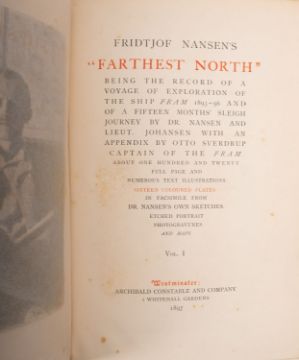 FRIDTJOF NANSEN'S
"FARTHEST NORTH"
BEING THE RECORD OF A
VOYAGE OF EXPLORATION OF
THE SHIP FRAM 1893-96 AND
OF A FIFTEEN MONTHS' SLEIGH
JOURNEY BY DR. NANSEN AND
LIEUT. JOHANSEN WITH AN
APPENDIX BY OTTO SVERDRUP
CAPTAIN OF THE FRAM
ABOUT ONE HUNDRED AND TWENTY
FULL PAGE AND
NUMEROUS TEXT ILLUSTRATIONS
SIXTEEN COLOURED PLATES
IN FACSIMILE FROM
DR. NANSEN'S OWN SKETCHES
ETCHED PORTRAIT
PHOTOGRAVURES
AND MAPS
VOL. I
Westminster:
ARCHIBALD CONSTABLE AND COMPANY
2 WHITEHALL GARDENS
1897